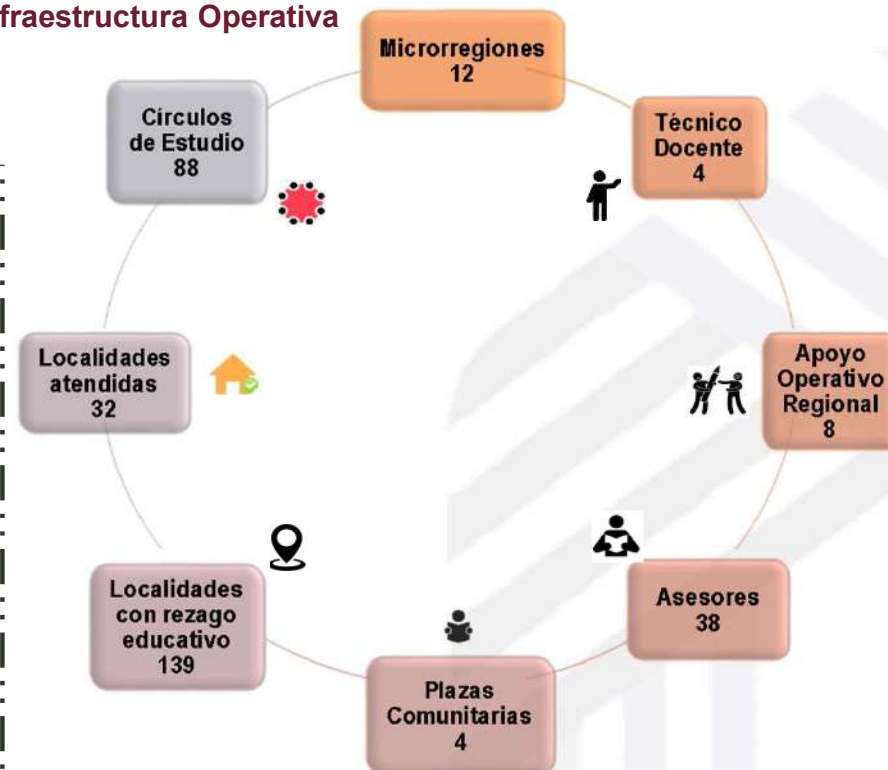 fraestructura Operativa
Microrregiones
12
Técnico
Docente
4
Apoyo
Operativo
Regional
8
Asesores
38
Plazas
Comunitarias
4
Localidades
con rezago
educativo
139
Localidades
atendidas
32
Círculos
de Estudio
88